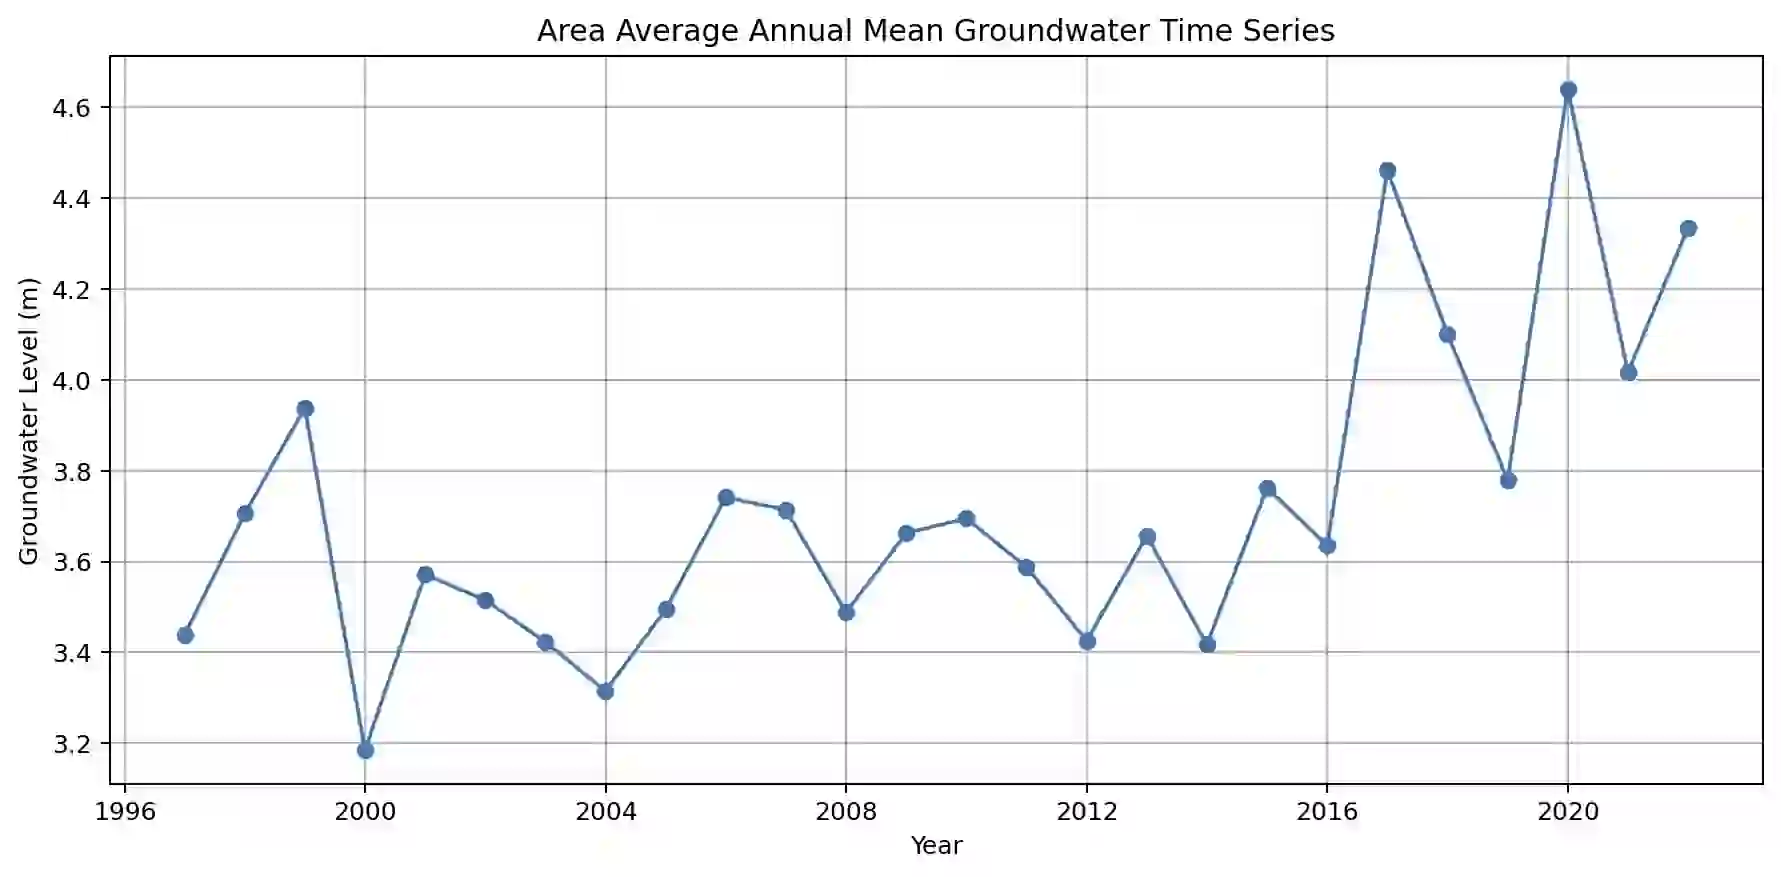 Area Average Annual Mean Groundwater Time Series
Groundwater Level (m)
4.6
4.4
4.2
4.0
3.8
3.6
3.4
3.2
1996 2000 2004 2008 2012 2016 2020
Year